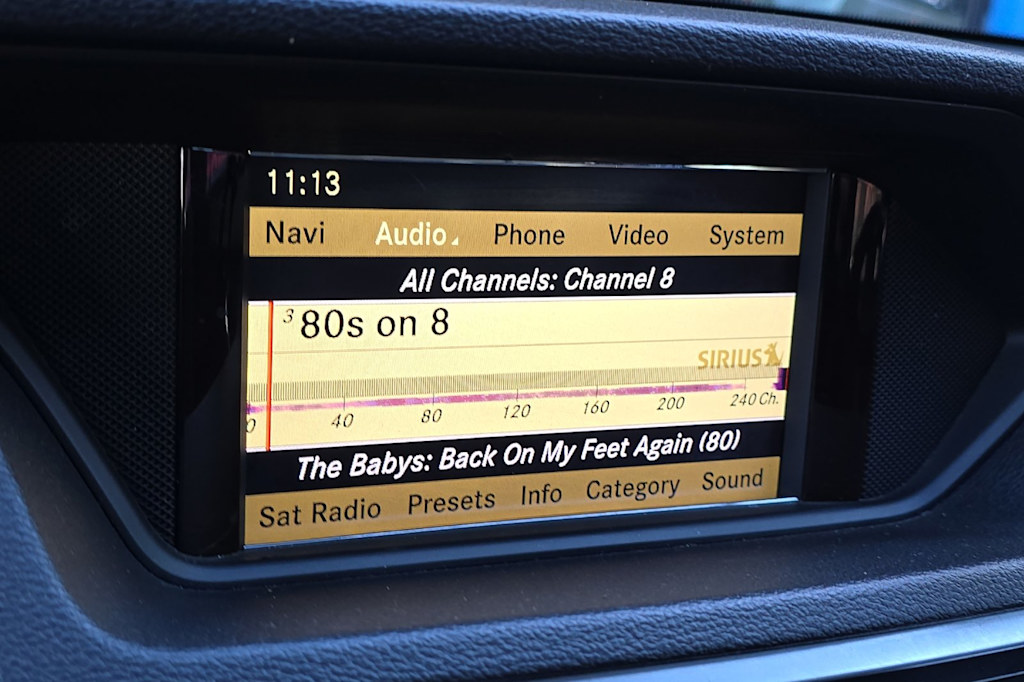 11:13
Navi Audio Phone Video System
All Channels: Channel 8
3 80s on 8
SIRIUS
0 40 80 120 160 200 240 Ch.
The Babys: Back On My Feet Again (80)
Sat Radio Presets Info Category Sound